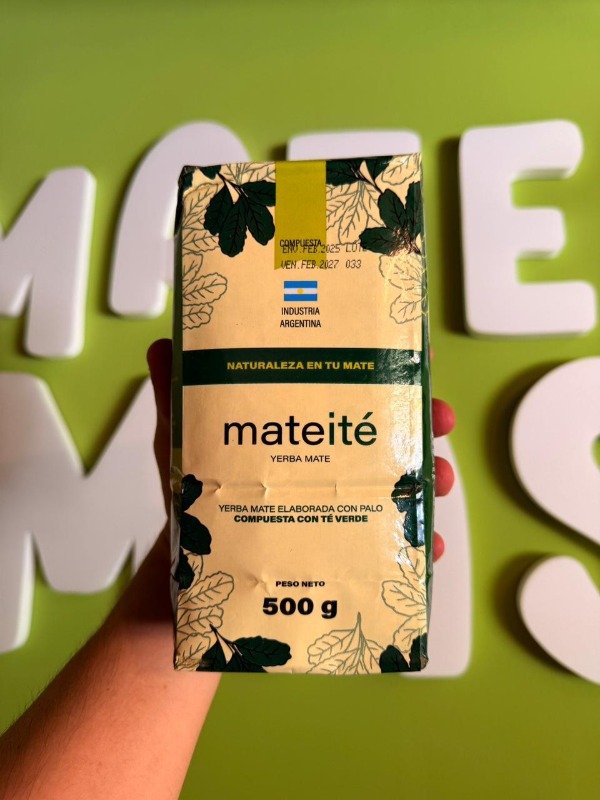 MATE
COMPUESTA
ENV.FEB.2025 LOT
VEN.FEB.2027 033
INDUSTRIA
ARGENTINA
NATURALEZA EN TU MATE
mateité
YERBA MATE
YERBA MATE ELABORADA CON PALO
COMPUESTA CON TÉ VERDE
PESO NETO
500 g